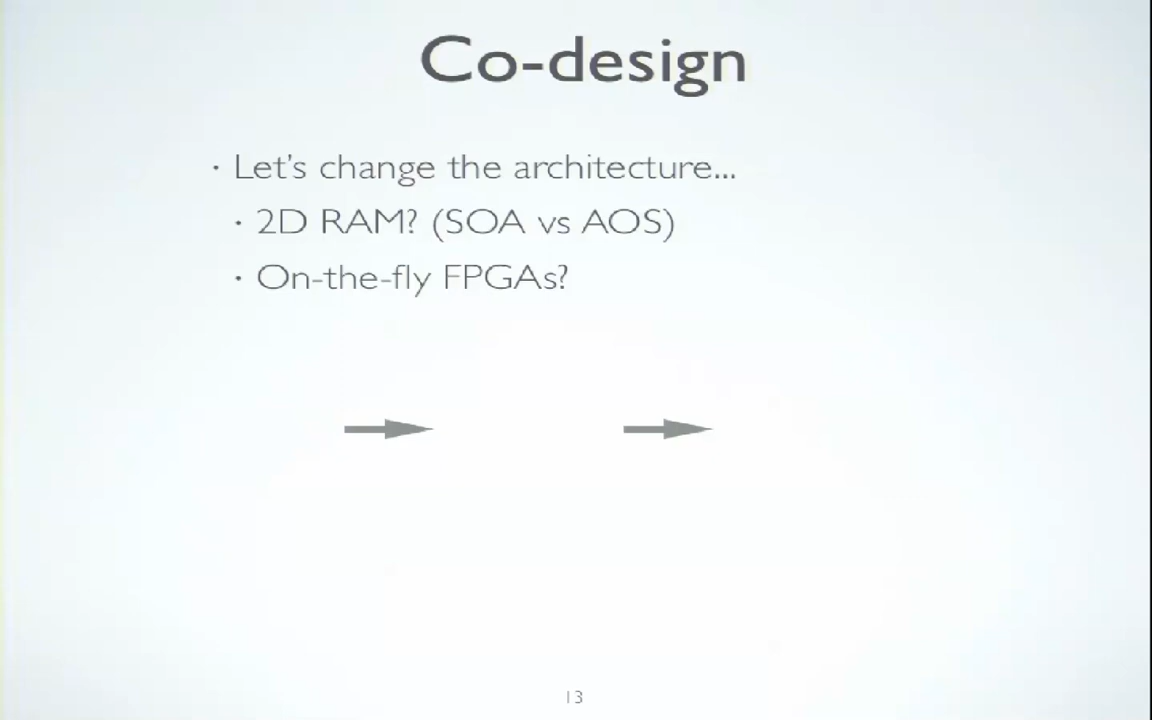 Co-design
· Let's change the architecture...
· 2D RAM? (SOA vs AOS)
· On-the-fly FPGAs?
13